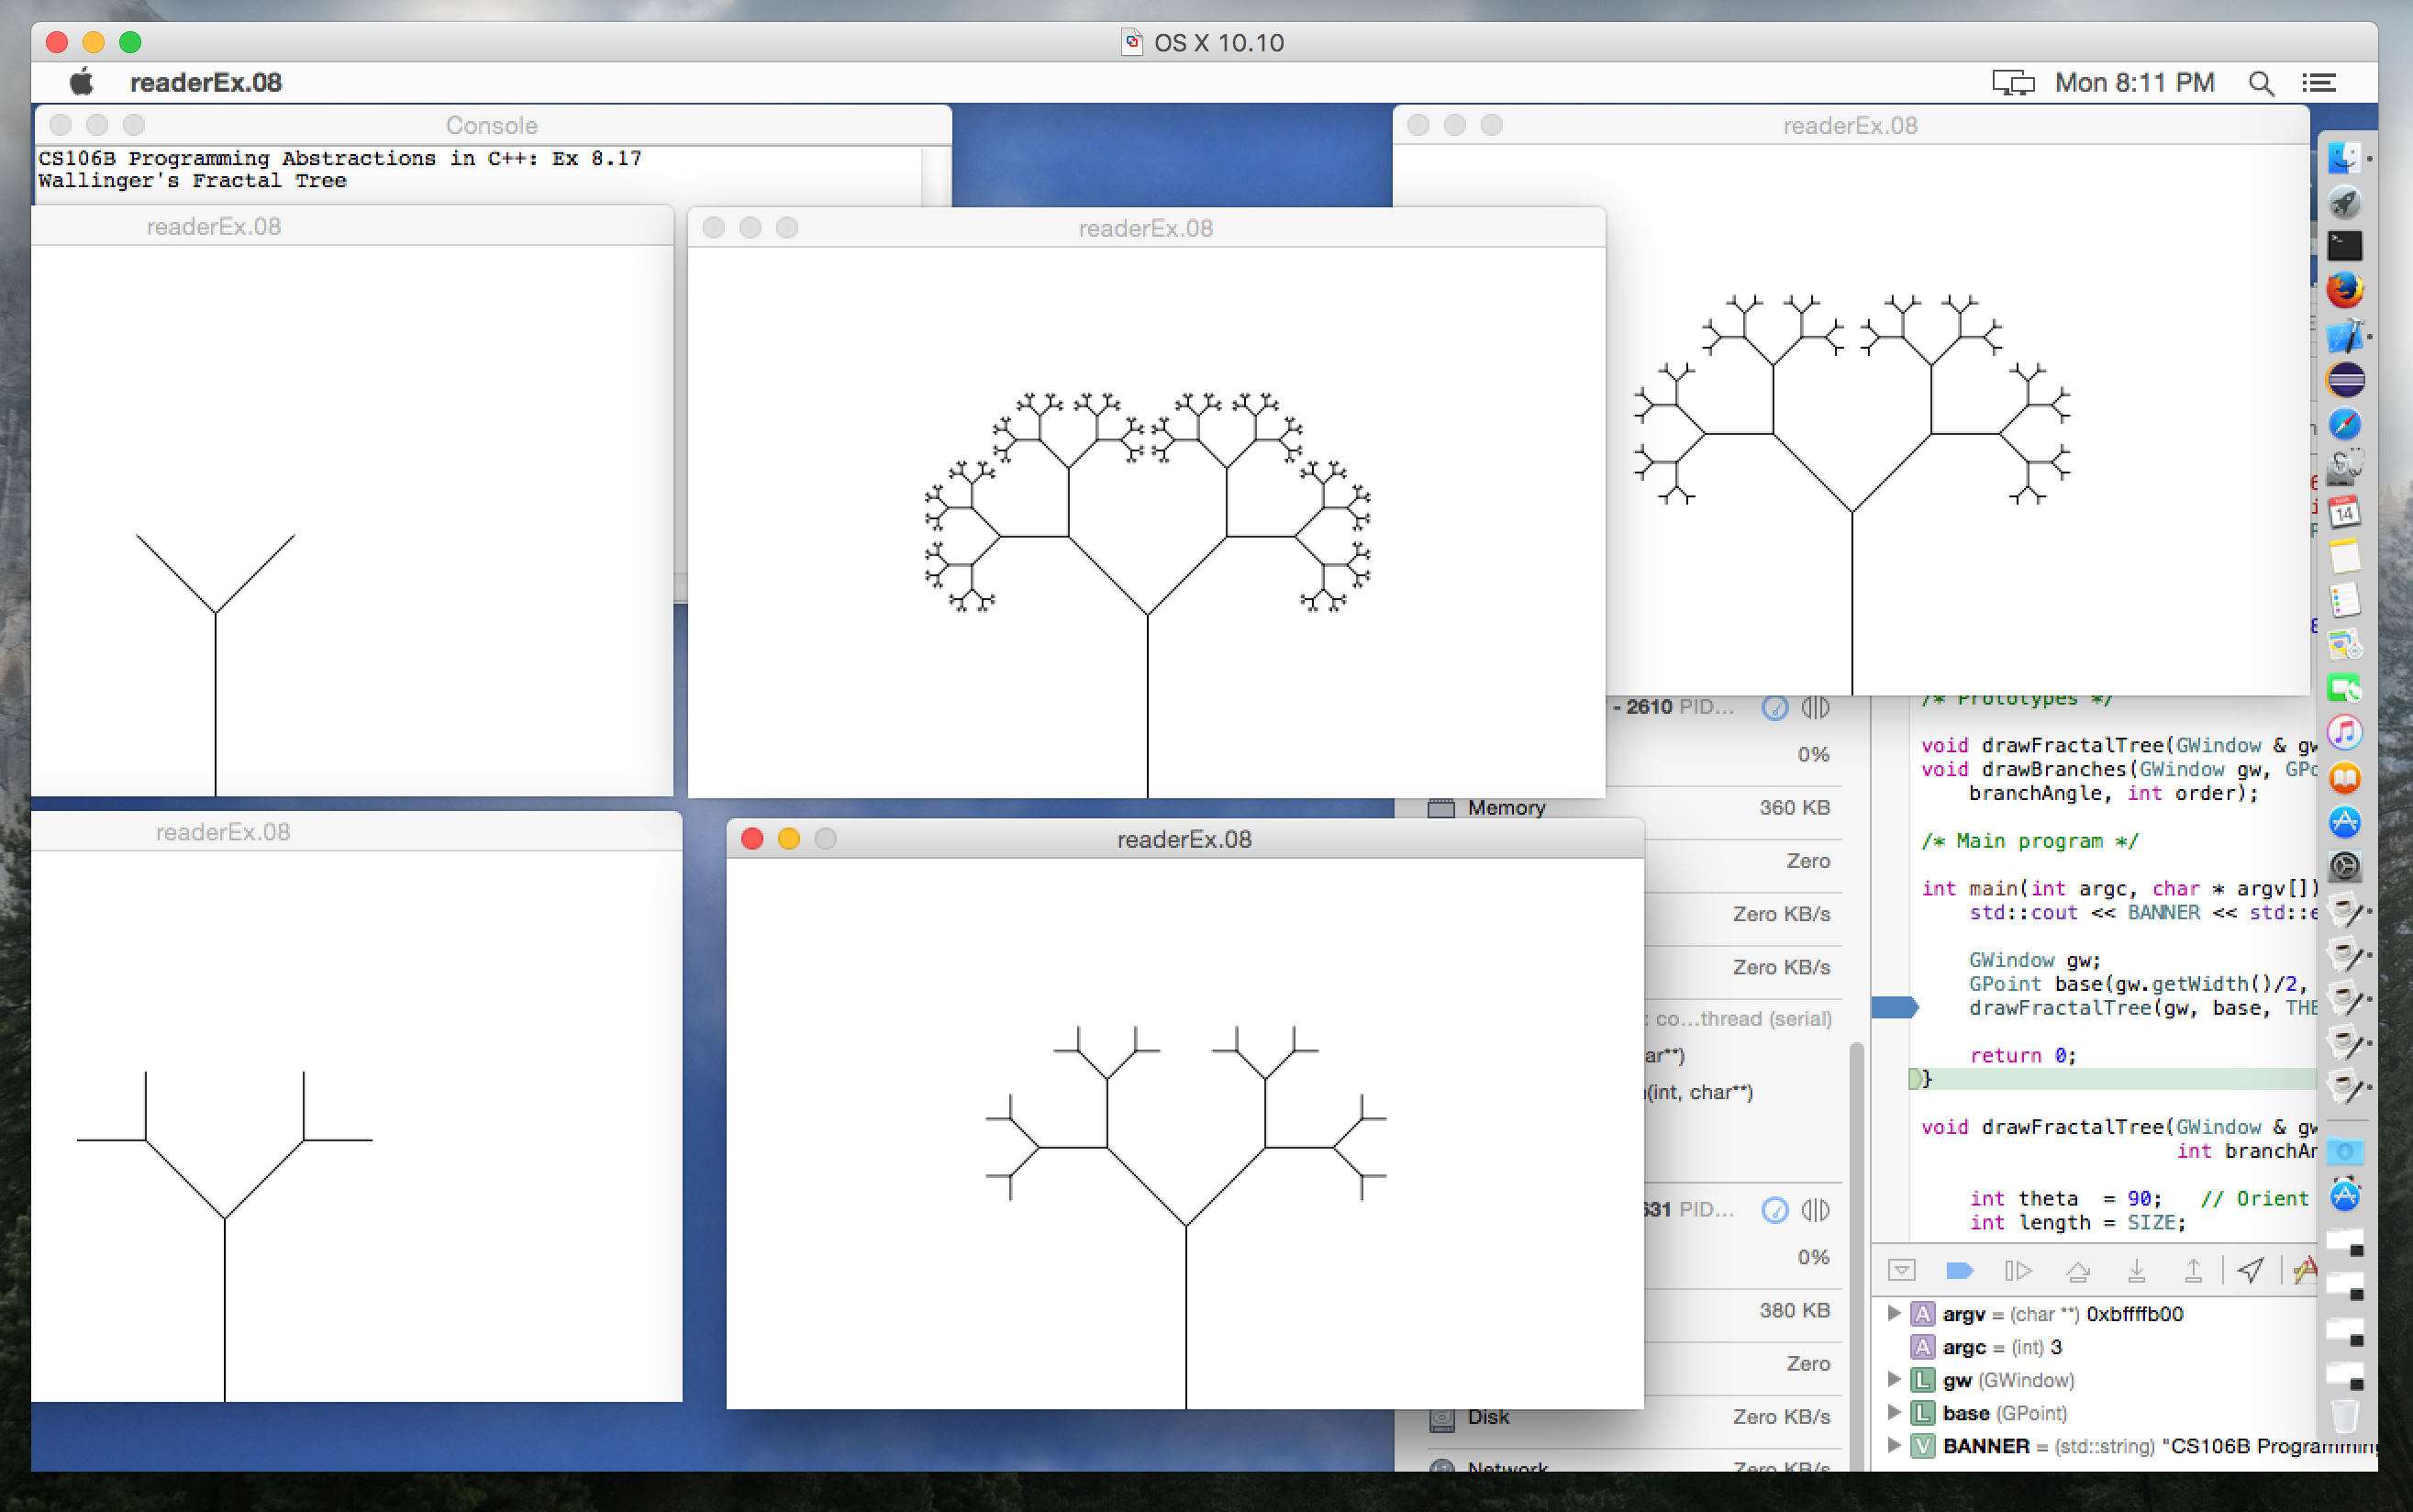 OS X 10.10
readerEx.08
Mon 8:11 PM
Console
CS106B Programming Abstractions in C++: Ex 8.17
Wallinger's Fractal Tree
readerEx.08
readerEx.08
readerEx.08
14
- 2610 PID...
0%
Memory 360 KB
Zero
Zero KB/s
Zero KB/s
: co...thread (serial)
ar**)
(int, char**)
631 PID...
0%
380 KB
Zero
Disk Zero KB/s
Network Zero KB/s
/* Prototypes */
void drawFractalTree(GWindow & gw
void drawBranches(GWindow gw, GPo
branchAngle, int order);
/* Main program */
int main(int argc, char * argv[])
std::cout << BANNER << std::e
GWindow gw;
GPoint base(gw.getWidth()/2,
drawFractalTree(gw, base, THE
return 0;
}
void drawFractalTree(GWindow & gw
int branchAn
int theta = 90; // Orient
int length = SIZE;
A argv = (char **) 0xbffffb00
A argc = (int) 3
L gw (GWindow)
L base (GPoint)
V BANNER = (std::string) "CS106B Programming
readerEx.08
readerEx.08